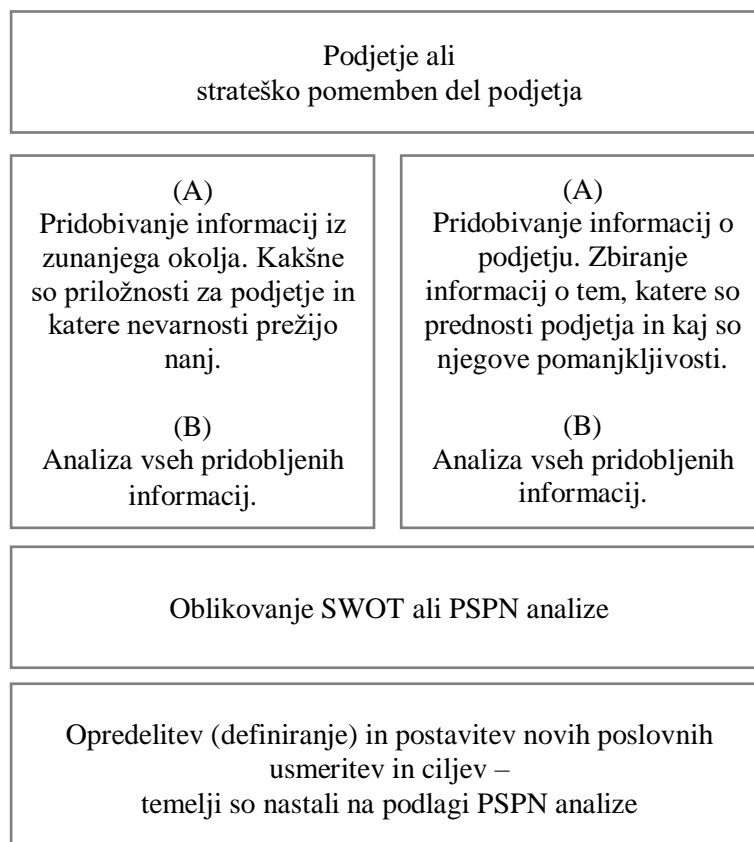 Podjetje ali
strateško pomemben del podjetja
(A)
Pridobivanje informacij iz
zunanjega okolja. Kakšne
so priložnosti za podjetje in
katere nevarnosti prežijo
nanj.
(B)
Analiza vseh pridobljenih
informacij.
(A)
Pridobivanje informacij o
podjetju. Zbiranje
informacij o tem, katere so
prednosti podjetja in kaj so
njegove pomanjkljivosti.
(B)
Analiza vseh pridobljenih
informacij.
Oblikovanje SWOT ali PSPN analize
Opredelitev (definiranje) in postavitev novih poslovnih
usmeritev in ciljev –
temelji so nastali na podlagi PSPN analize